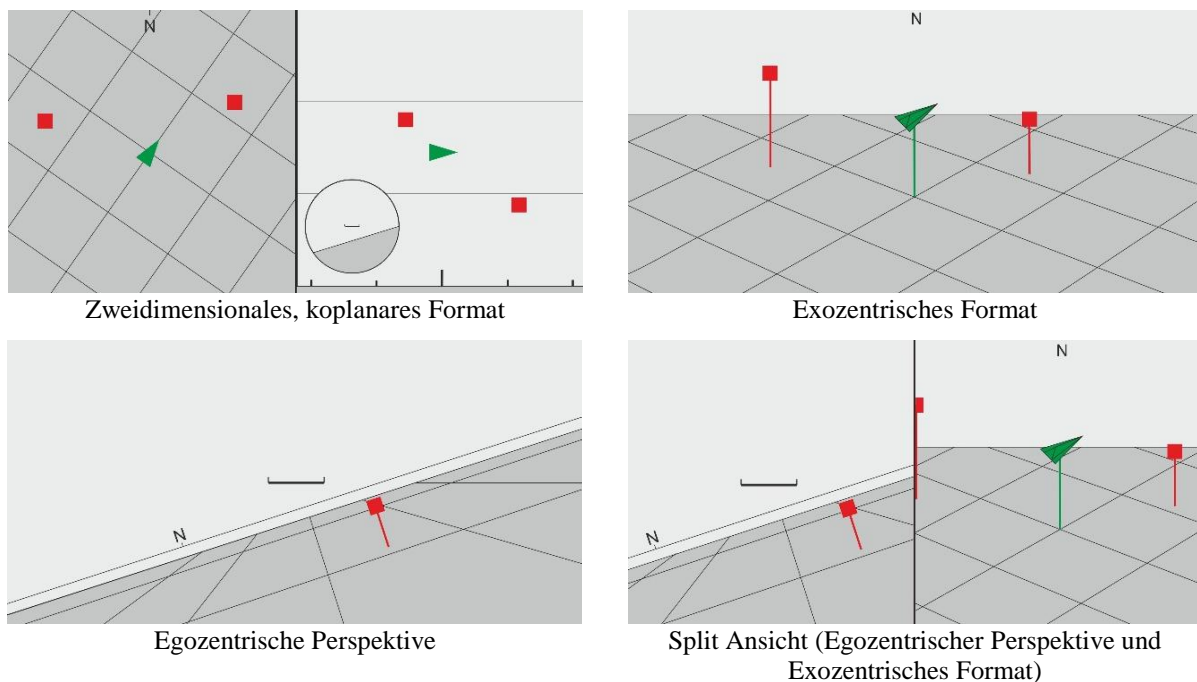 N
N
Zweidimensionales, koplanares Format
Exozentrisches Format
N
N
N
Egozentrische Perspektive
Split Ansicht (Egozentrischer Perspektive und
Exozentrisches Format)